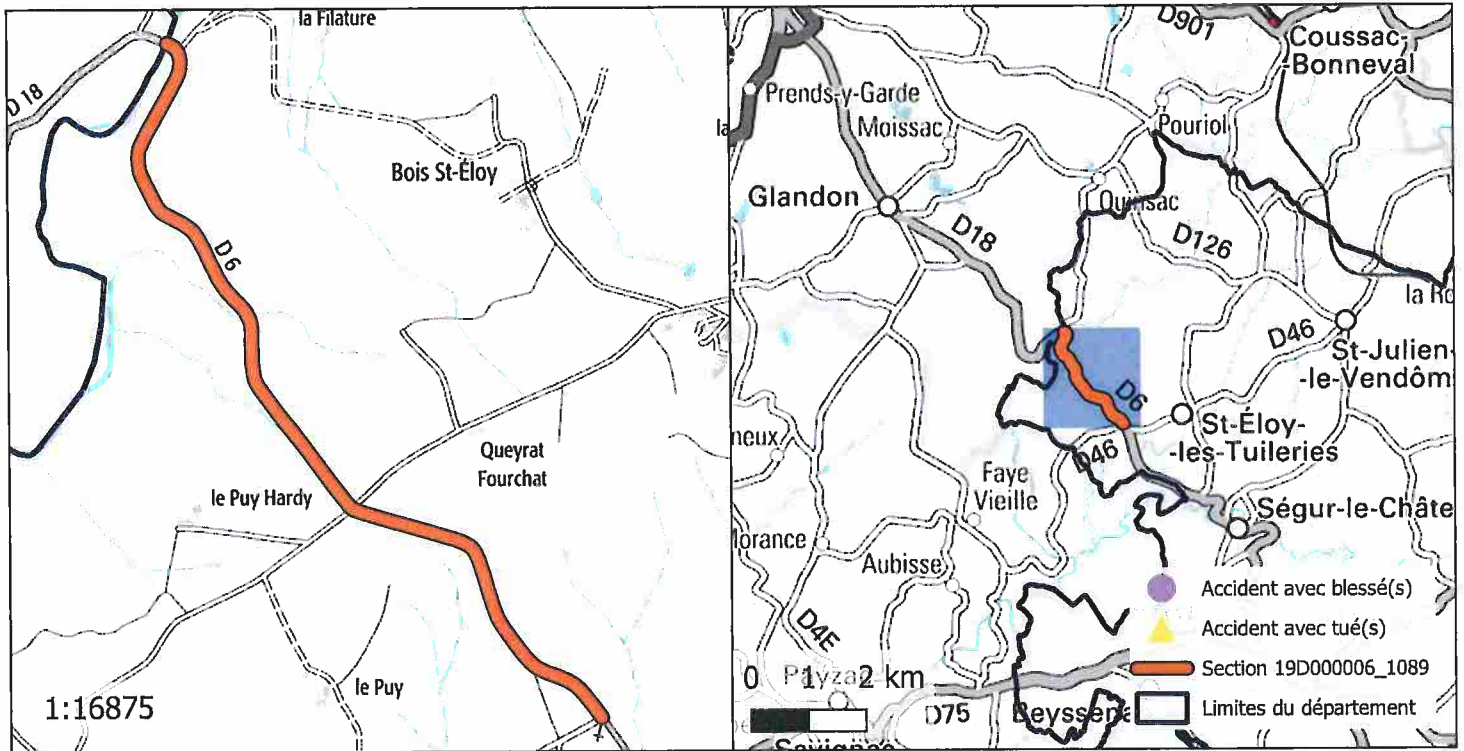 la Filature
D 18
Bois St-Éloy
D 6
Queyrat
Fourchat
le Puy Hardy
le Puy
1:16875
D901
Coussac-
-Bonneval
Prends-y-Garde
Moissac
Pouriol
Glandon
Quinsac
D18
D126
D46
St-Julien-
-le-Vendôm
D6
St-Éloy-
-les-Tuileries
D46
Faye
Vieille
Ségur-le-Châte
Aubisse
D4E
0 1 2 km
Payzac
D75
Accident avec blessé(s)
Accident avec tué(s)
Section 19D000006_1089
Limites du département